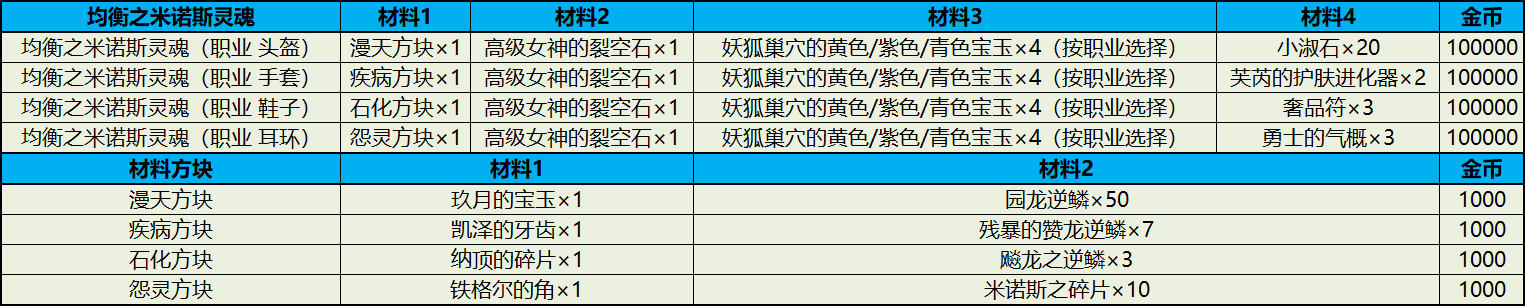 均衡之米诺斯灵魂 材料1 材料2 材料3 材料4 金币
均衡之米诺斯灵魂（职业 头盔） 漫天方块×1 高级女神的裂空石×1 妖狐巢穴的黄色/紫色/青色宝玉×4（按职业选择） 小淑石×20 100000
均衡之米诺斯灵魂（职业 手套） 疾病方块×1 高级女神的裂空石×1 妖狐巢穴的黄色/紫色/青色宝玉×4（按职业选择） 芙芮的护肤进化器×2 100000
均衡之米诺斯灵魂（职业 鞋子） 石化方块×1 高级女神的裂空石×1 妖狐巢穴的黄色/紫色/青色宝玉×4（按职业选择） 奢品符×3 100000
均衡之米诺斯灵魂（职业 耳环） 怨灵方块×1 高级女神的裂空石×1 妖狐巢穴的黄色/紫色/青色宝玉×4（按职业选择） 勇士的气概×3 100000
材料方块 材料1 材料2 金币
漫天方块 玖月的宝玉×1 园龙逆鳞×50 1000
疾病方块 凯泽的牙齿×1 残暴的赞龙逆鳞×7 1000
石化方块 纳顶的碎片×1 飚龙之逆鳞×3 1000
怨灵方块 铁格尔的角×1 米诺斯之碎片×10 1000